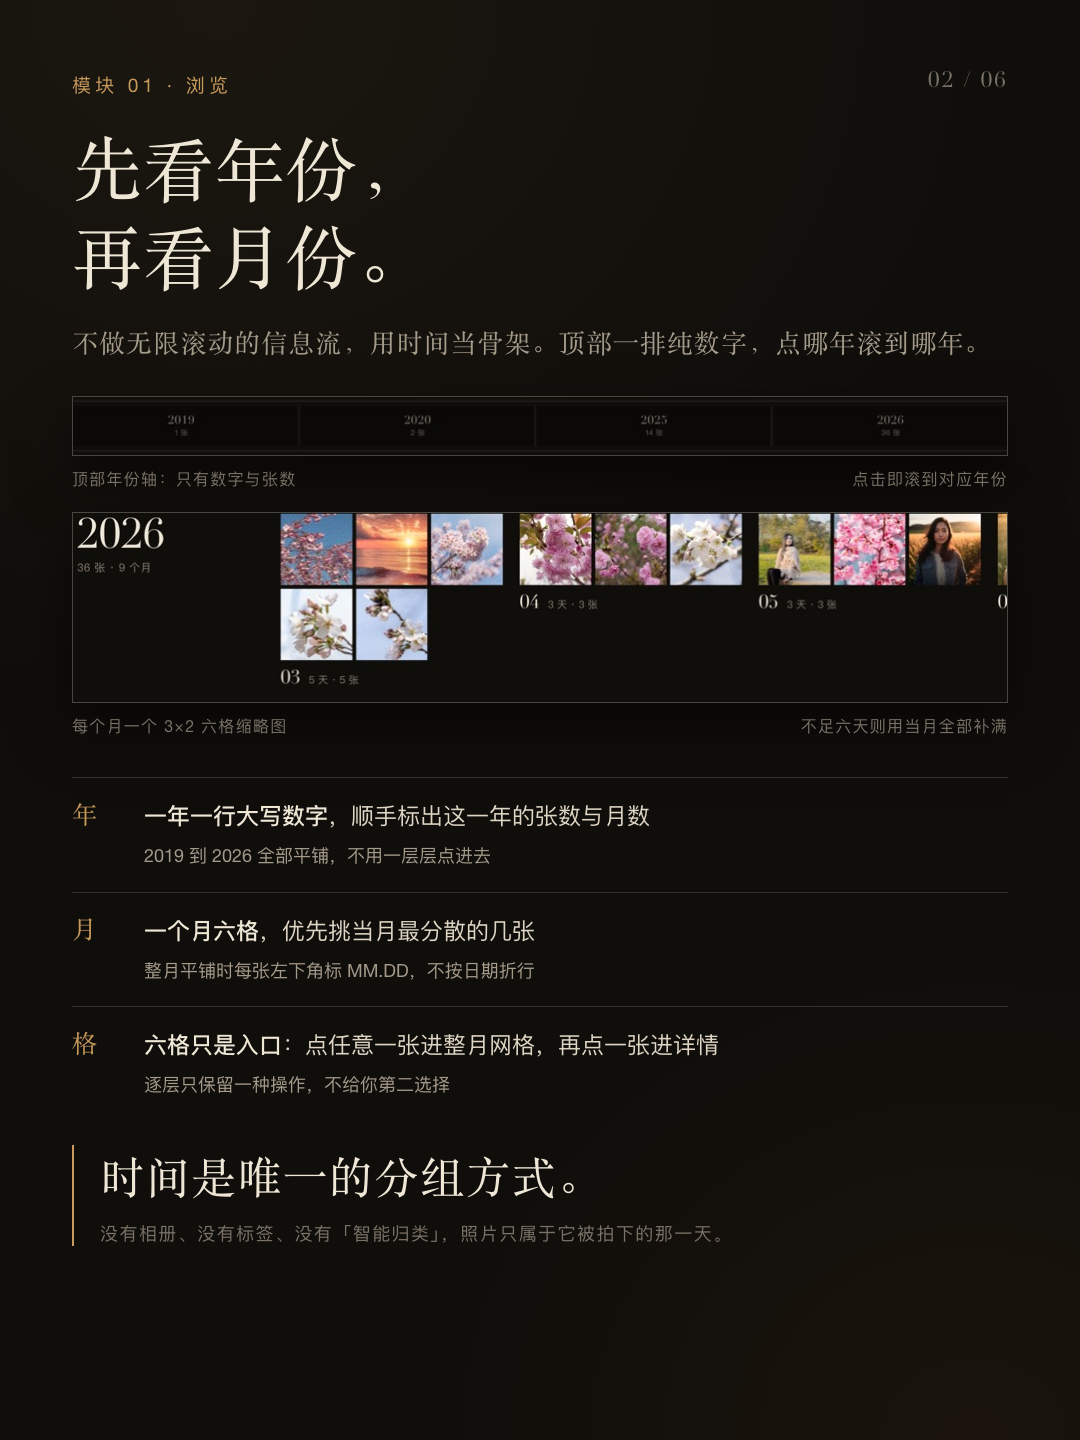 模块 01 · 浏览
02 / 06
先看年份，
再看月份。
不做无限滚动的信息流，用时间当骨架。顶部一排纯数字，点哪年滚到哪年。
2019
1 张
2020
2 张
2025
14 张
2026
36 张
顶部年份轴：只有数字与张数
点击即滚到对应年份
2026
36 张 · 9 个月
04 3 天 · 3 张
05 3 天 · 3 张
0
03 5 天 · 5 张
每个月一个 3×2 六格缩略图
不足六天则用当月全部补满
年
一年一行大写数字，顺手标出这一年的张数与月数
2019 到 2026 全部平铺，不用一层层点进去
月
一个月六格，优先挑当月最分散的几张
整月平铺时每张左下角标 MM.DD，不按日期折行
格
六格只是入口：点任意一张进整月网格，再点一张进详情
逐层只保留一种操作，不给你第二选择
时间是唯一的分组方式。
没有相册、没有标签、没有「智能归类」，照片只属于它被拍下的那一天。